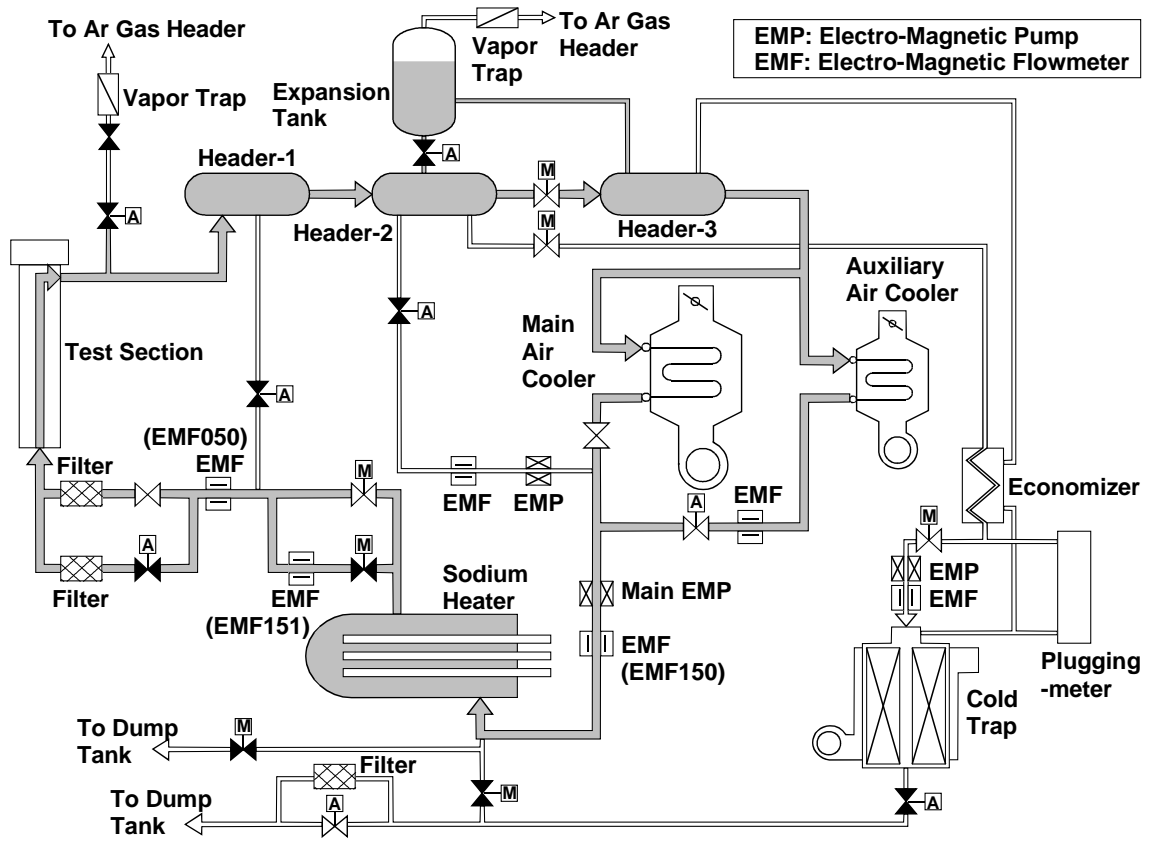 To Ar Gas Header
Vapor Trap
To Ar Gas
Header
Vapor
Trap
EMP: Electro-Magnetic Pump
EMF: Electro-Magnetic Flowmeter
Expansion
Tank
A
Header-1
Header-2
M
M
Header-3
A
A
A
Test Section
Main
Air
Cooler
Auxiliary
Air Cooler
(EMF050)
EMF
Filter
M
EMF
EMP
A
EMF
Economizer
A
Filter
EMF
(EMF151)
M
Sodium
Heater
Main EMP
EMF
(EMF150)
M
EMP
EMF
Plugging
-meter
Cold
Trap
To Dump
Tank
M
Filter
M
To Dump
Tank
A
A